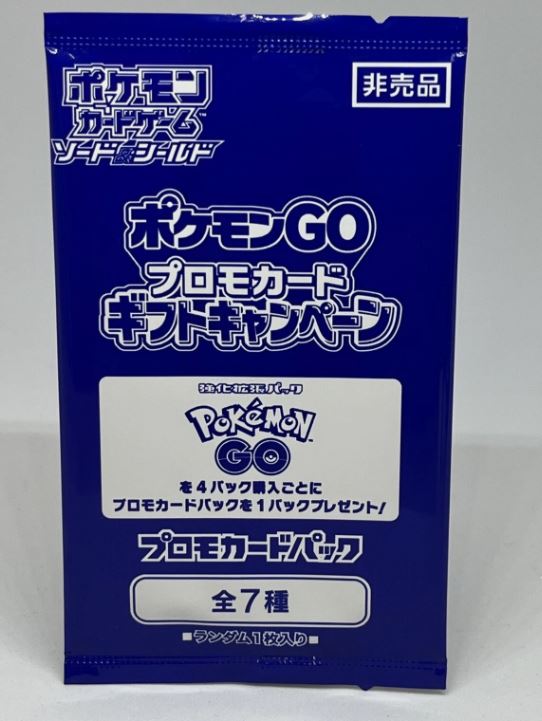 ポケモン
カードゲーム™
ソード&シールド
非売品
ポケモンGO
プロモカード
ギフトキャンペーン
強化拡張パック
Pokémon™
GO
を4パック購入ごとに
プロモカードパックを1パックプレゼント!
プロモカードパック
全7種
■ランダム1枚入り■